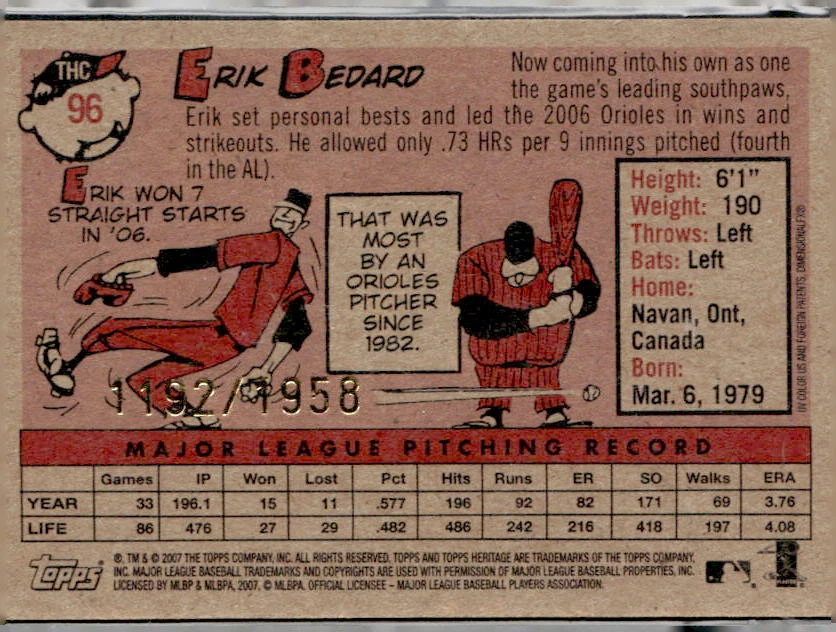 THC
96
ERIK BEDARD
Now coming into his own as one
the game's leading southpaws,
Erik set personal bests and led the 2006 Orioles in wins and
strikeouts. He allowed only .73 HRs per 9 innings pitched (fourth
in the AL).
ERIK WON 7
STRAIGHT STARTS
IN '06.
THAT WAS
MOST
BY AN
ORIOLES
PITCHER
SINCE
1982.
Height: 6'1"
Weight: 190
Throws: Left
Bats: Left
Home:
Navan, Ont,
Canada
Born:
Mar. 6, 1979
UV COLOR US AND FOREIGN PATENTS, DIMENSIONAL FX®
1192/1958
MAJOR LEAGUE PITCHING RECORD
Games IP Won Lost Pct Hits Runs ER SO Walks ERA
YEAR 33 196.1 15 11 .577 196 92 82 171 69 3.76
LIFE 86 476 27 29 .482 486 242 216 418 197 4.08
topps
®, TM & © 2007 THE TOPPS COMPANY, INC. ALL RIGHTS RESERVED. TOPPS AND TOPPS HERITAGE ARE TRADEMARKS OF THE TOPPS COMPANY,
INC. MAJOR LEAGUE BASEBALL TRADEMARKS AND COPYRIGHTS ARE USED WITH PERMISSION OF MAJOR LEAGUE BASEBALL PROPERTIES, INC.
LICENSED BY MLBP & MLBPA, 2007. © MLBPA. OFFICIAL LICENSEE – MAJOR LEAGUE BASEBALL PLAYERS ASSOCIATION.